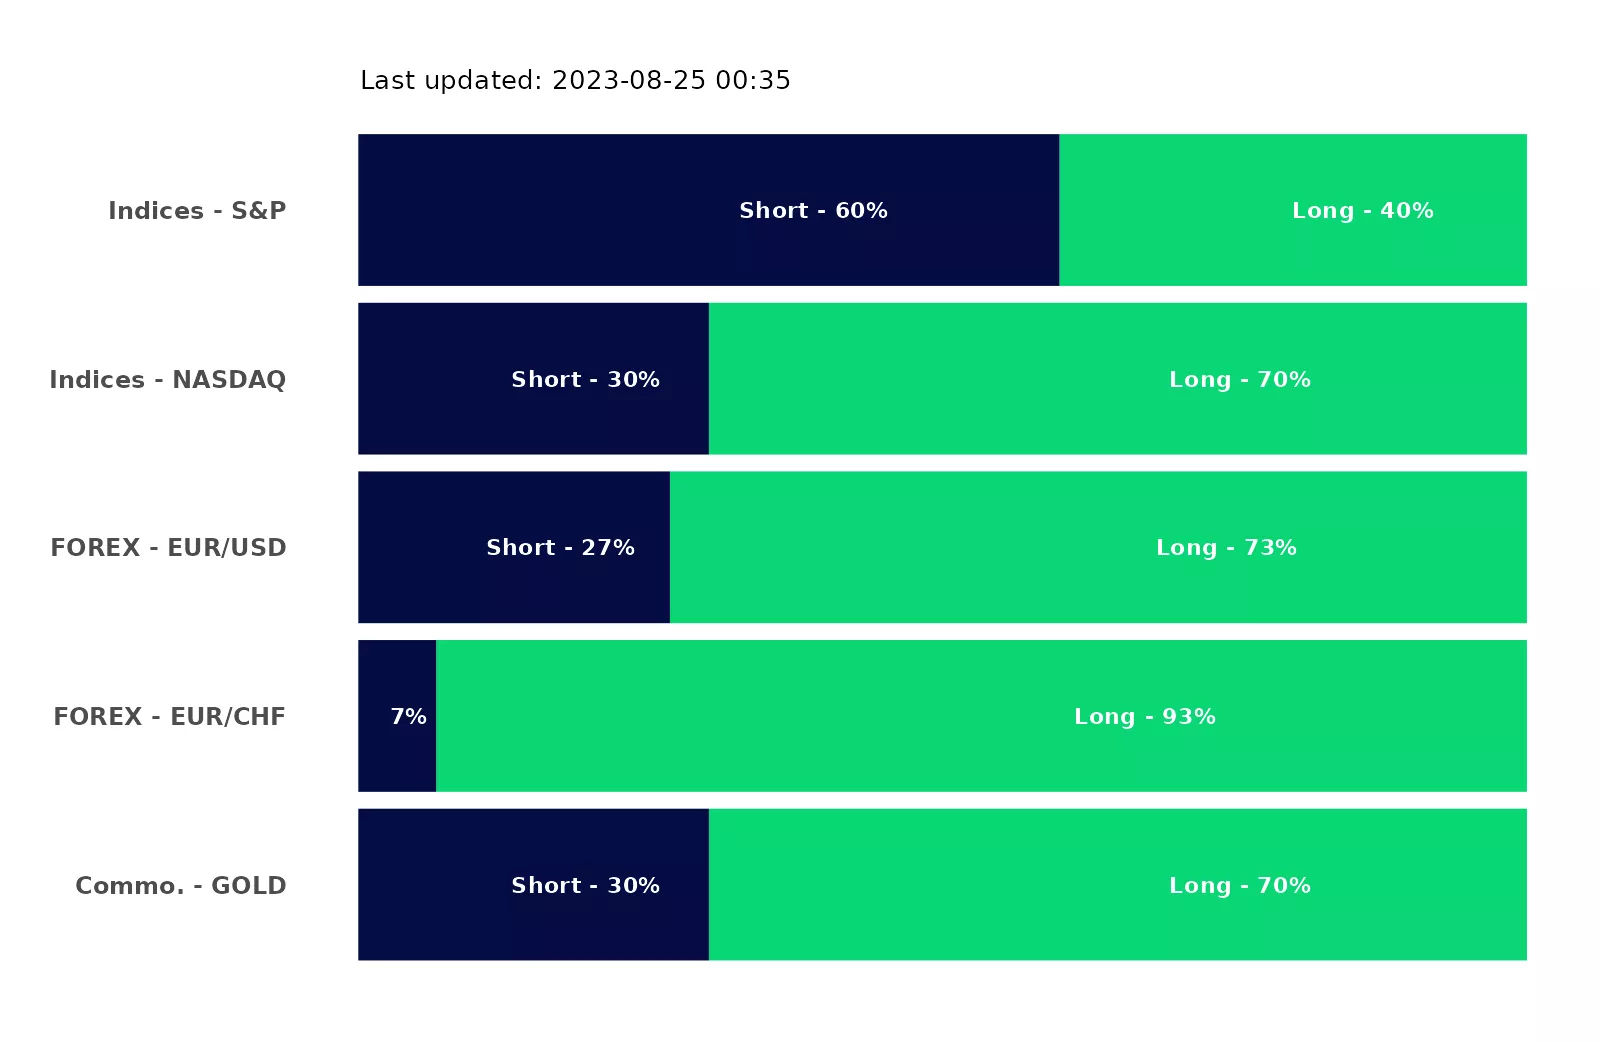 Last updated: 2023-08-25 00:35
Indices - S&P
Short - 60%
Long - 40%
Indices - NASDAQ
Short - 30%
Long - 70%
FOREX - EUR/USD
Short - 27%
Long - 73%
FOREX - EUR/CHF
7%
Long - 93%
Commo. - GOLD
Short - 30%
Long - 70%